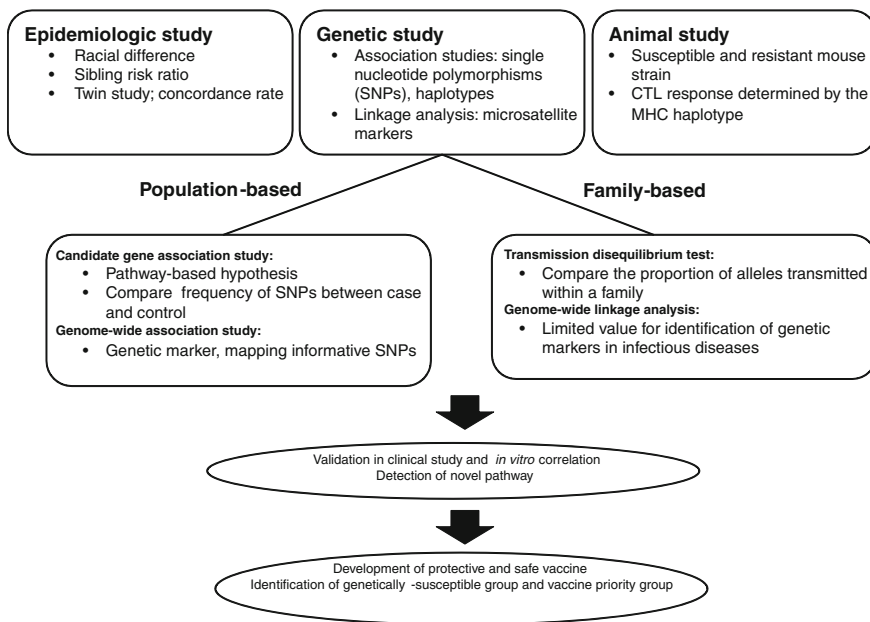 Epidemiologic study
• Racial difference
• Sibling risk ratio
• Twin study; concordance rate
Genetic study
• Association studies: single
nucleotide polymorphisms
(SNPs), haplotypes
• Linkage analysis: microsatellite
markers
Animal study
• Susceptible and resistant mouse
strain
• CTL response determined by the
MHC haplotype
Population-based
Family-based
Candidate gene association study:
• Pathway-based hypothesis
• Compare frequency of SNPs between case
and control
Genome-wide association study:
• Genetic marker, mapping informative SNPs
Transmission disequilibrium test:
• Compare the proportion of alleles transmitted
within a family
Genome-wide linkage analysis:
• Limited value for identification of genetic
markers in infectious diseases
Validation in clinical study and in vitro correlation
Detection of novel pathway
Development of protective and safe vaccine
Identification of genetically -susceptible group and vaccine priority group